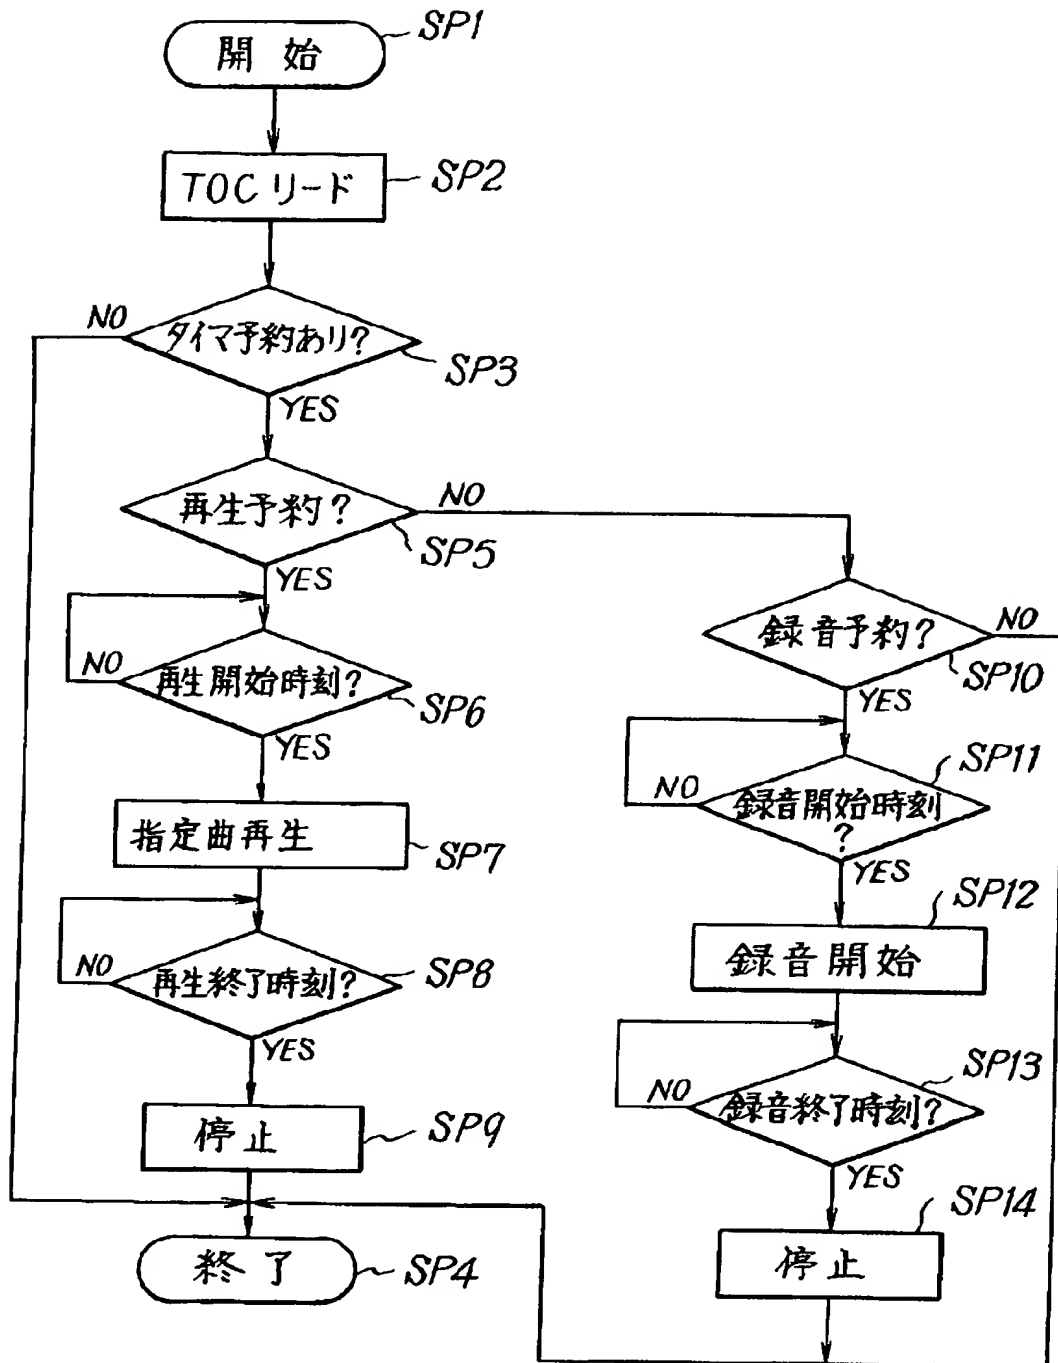 開始
SP1
TOCリード
SP2
タイマ予約あり?
NO
SP3
YES
再生予約?
NO
SP5
YES
再生開始時刻?
NO
SP6
YES
指定曲再生
SP7
再生終了時刻?
NO
SP8
YES
停止
SP9
終了
SP4
録音予約?
NO
SP10
YES
録音開始時刻
?
NO
SP11
YES
録音開始
SP12
録音終了時刻?
NO
SP13
YES
停止
SP14